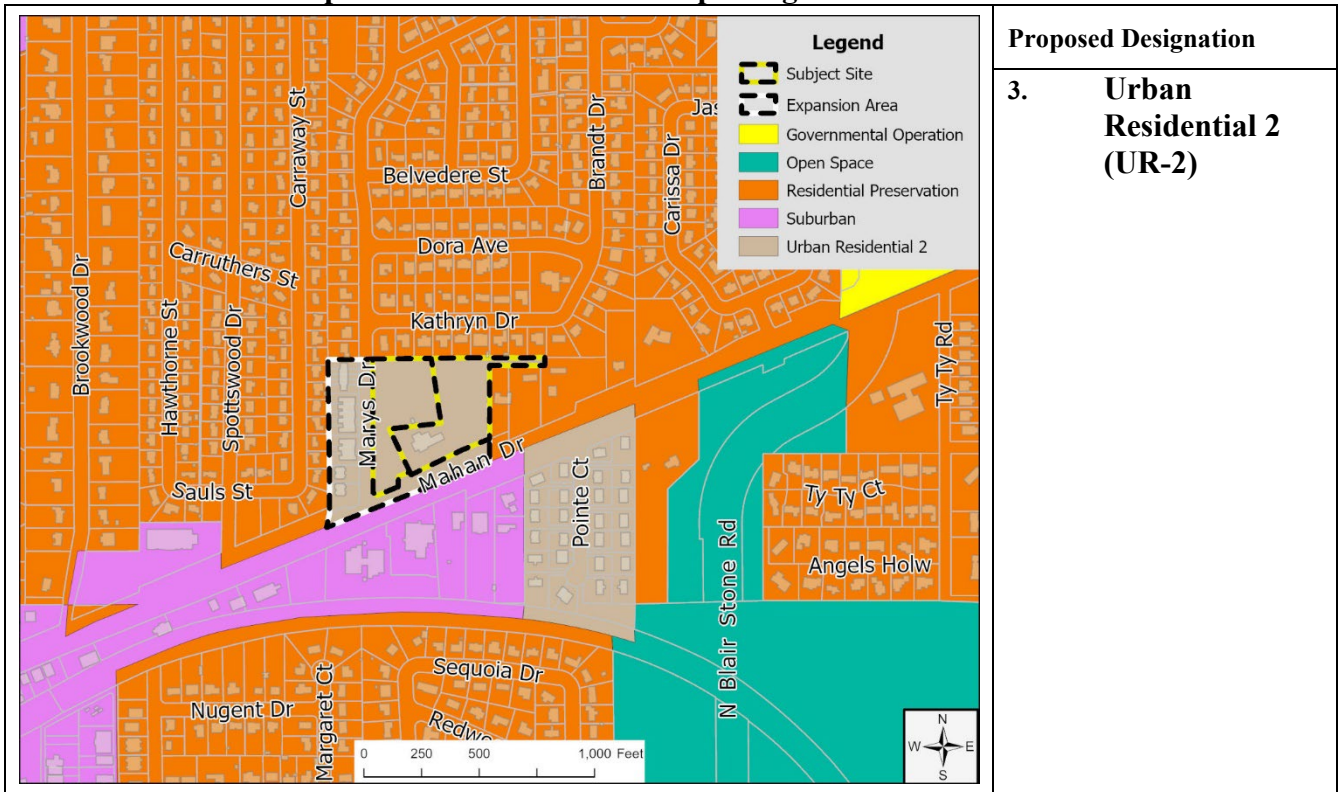 Legend
Subject Site
Expansion Area
Governmental Operation
Open Space
Residential Preservation
Suburban
Urban Residential 2
Proposed Designation
3. Urban
Residential 2
(UR-2)
Carraway St
Belvedere St
Brandt Dr
Carissa Dr
Dora Ave
Carruthers St
Brookwood Dr
Hawthorne St
Spottswood Dr
Kathryn Dr
Ty Ty Rd
Marys Dr
Mahan Dr
Sauls St
Pointe Ct
Ty Ty Ct
N Blair Stone Rd
Angels Holw
Sequoia Dr
Nugent Dr
Margaret Ct
0 250 500 1,000 Feet
N
W E
S